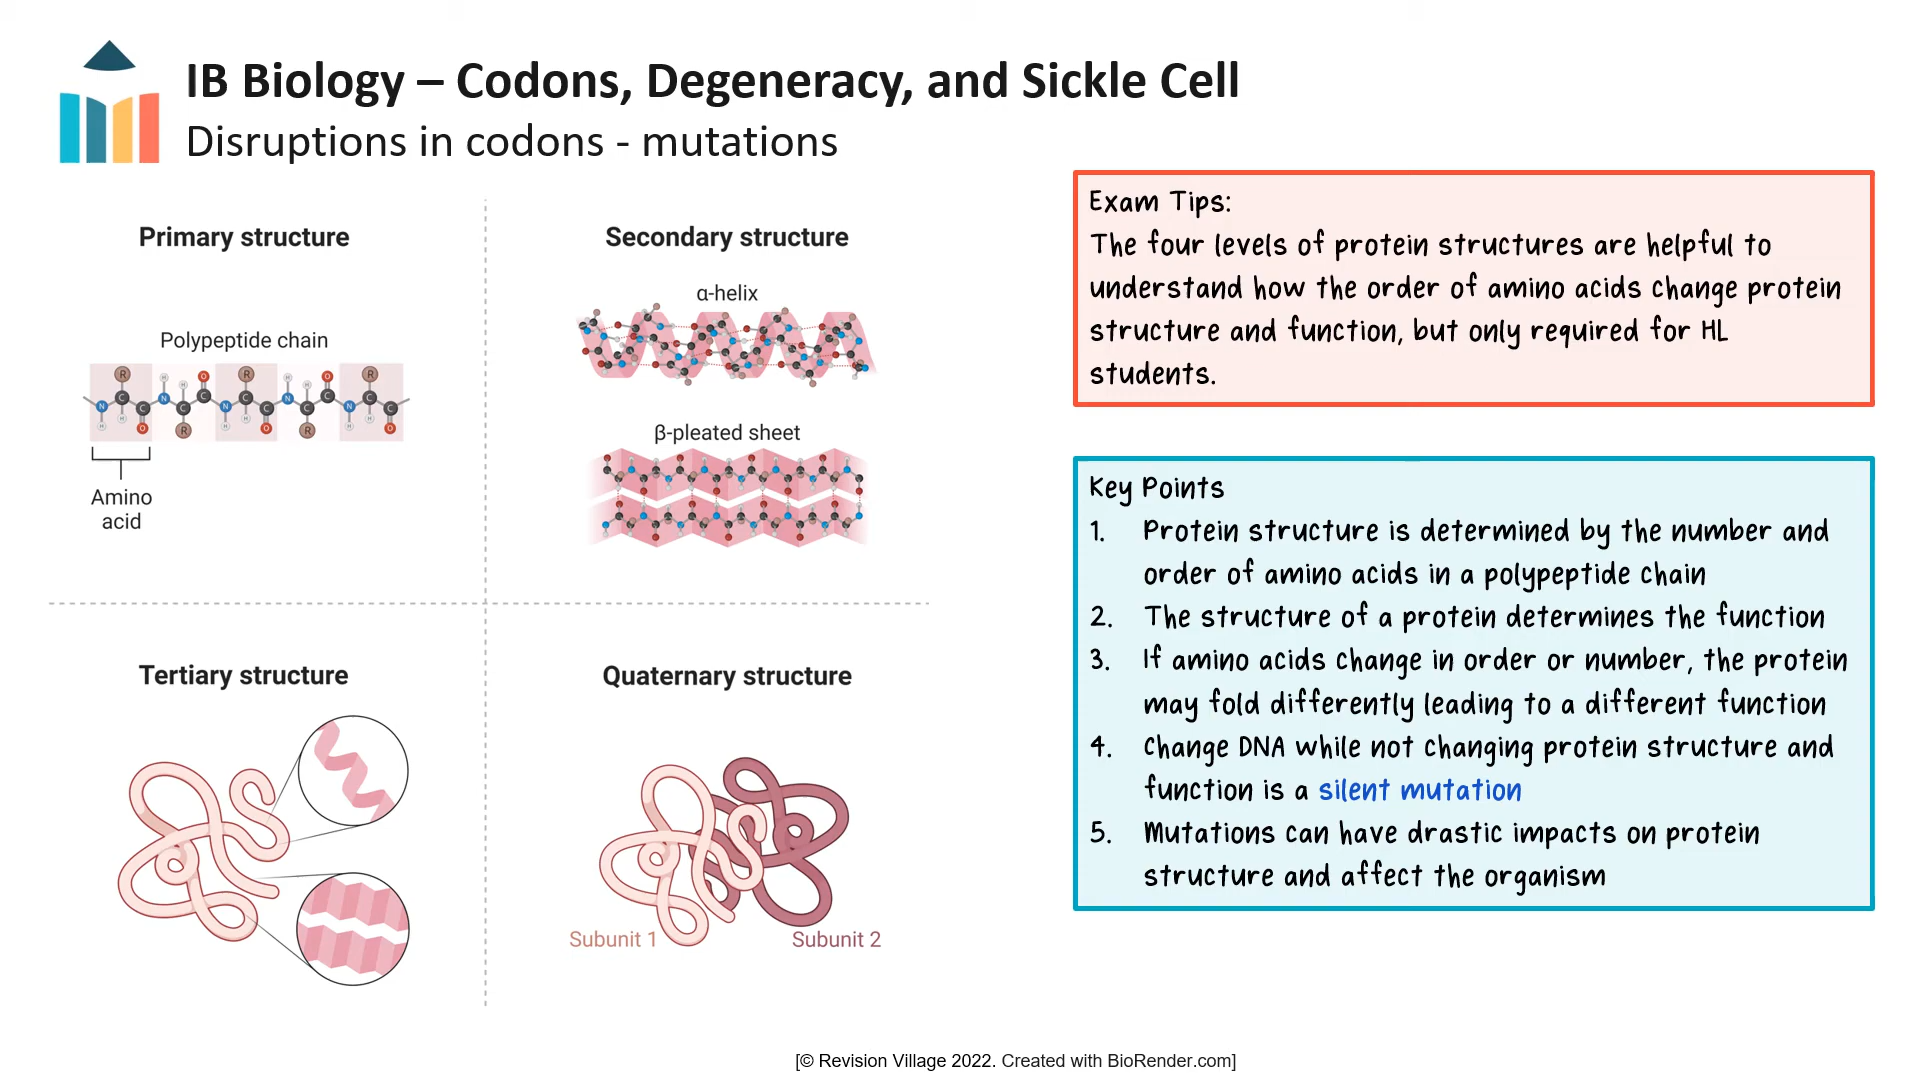 IB Biology – Codons, Degeneracy, and Sickle Cell
Disruptions in codons - mutations
Primary structure
Polypeptide chain
R
H
H
O
R
H
H
O
R
N
C
C
N
C
C
N
C
C
N
C
C
N
C
C
H
H
O
R
H
H
O
R
H
H
O
Amino
acid
Secondary structure
α-helix
β-pleated sheet
Tertiary structure
Quaternary structure
Subunit 1
Subunit 2
Exam Tips:
The four levels of protein structures are helpful to
understand how the order of amino acids change protein
structure and function, but only required for HL
students.
Key Points
1. Protein structure is determined by the number and
order of amino acids in a polypeptide chain
2. The structure of a protein determines the function
3. If amino acids change in order or number, the protein
may fold differently leading to a different function
4. Change DNA while not changing protein structure and
function is a silent mutation
5. Mutations can have drastic impacts on protein
structure and affect the organism
[© Revision Village 2022. Created with BioRender.com]